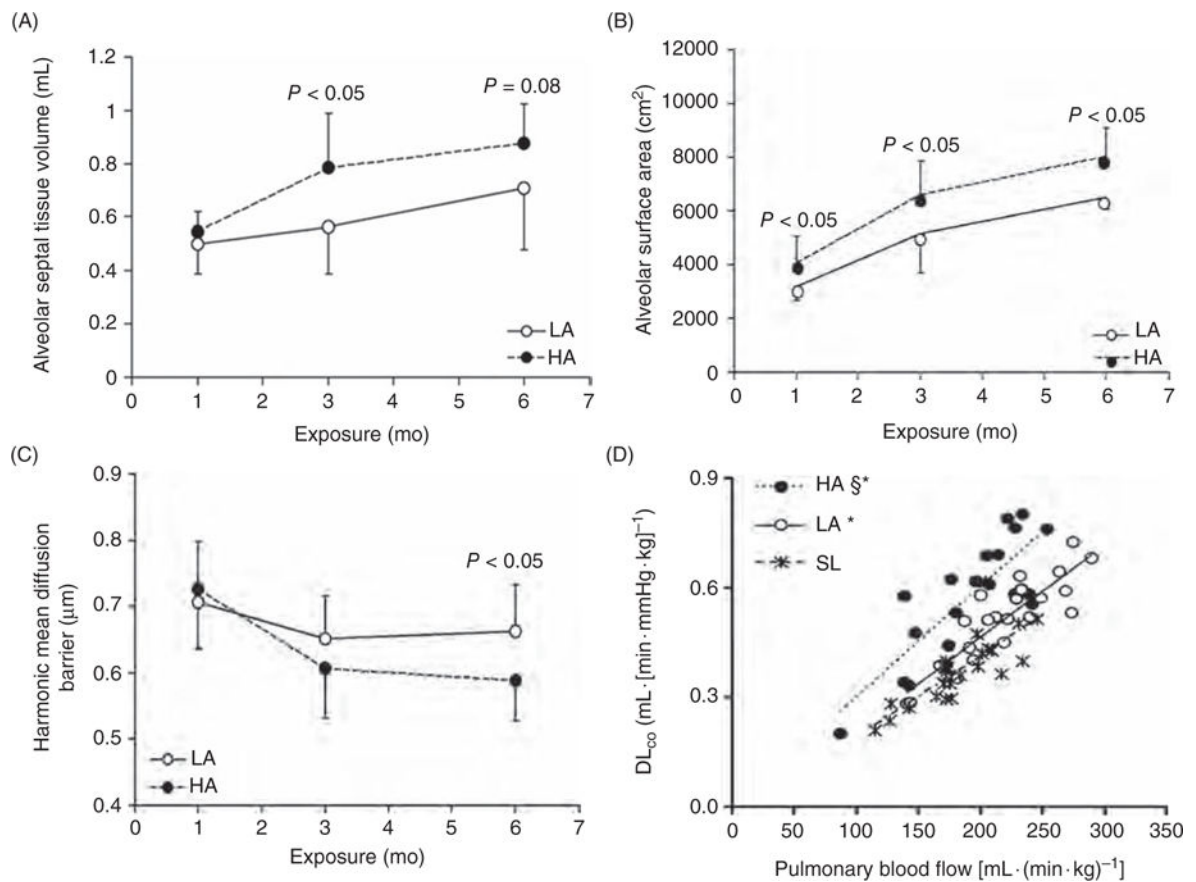 (A)
Alveolar septal tissue volume (mL)
1.2
1
0.8
0.6
0.4
0.2
0
P < 0.05
P = 0.08
LA
HA
0 1 2 3 4 5 6 7
Exposure (mo)
(B)
Alveolar surface area (cm²)
12000
10000
8000
6000
4000
2000
0
P < 0.05
P < 0.05
P < 0.05
LA
HA
0 1 2 3 4 5 6 7
Exposure (mo)
(C)
Harmonic mean diffusion
barrier (μm)
0.9
0.8
0.7
0.6
0.5
0.4
P < 0.05
LA
HA
0 1 2 3 4 5 6 7
Exposure (mo)
(D)
DLco (mL·[min·mmHg·kg]⁻¹)
0.9
0.6
0.3
0.0
HA §*
LA *
SL
0 50 100 150 200 250 300 350
Pulmonary blood flow [mL·(min·kg)⁻¹]